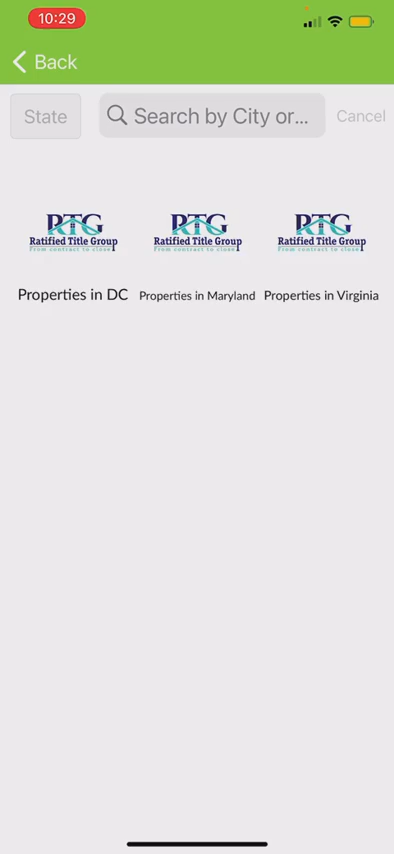 10:29
Back
State
Search by City or...
Cancel
RTG
Ratified Title Group
From contract to close
RTG
Ratified Title Group
From contract to close
RTG
Ratified Title Group
From contract to close
Properties in DC
Properties in Maryland
Properties in Virginia